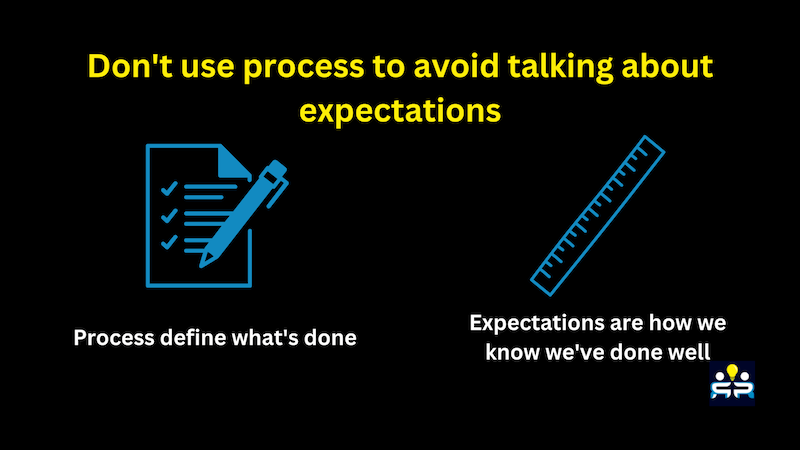 Don't use process to avoid talking about
expectations
Process define what's done
Expectations are how we
know we've done well